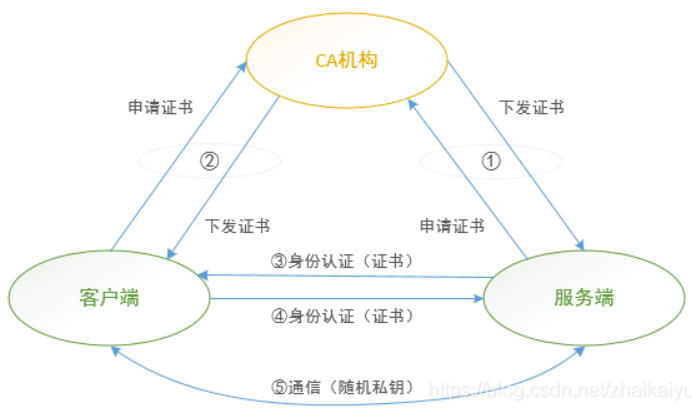 CA机构
申请证书
下发证书
②
①
下发证书
申请证书
③身份认证（证书）
客户端
服务端
④身份认证（证书）
⑤通信（随机私钥）
https://blog.csdn.net/zhaikaiyu